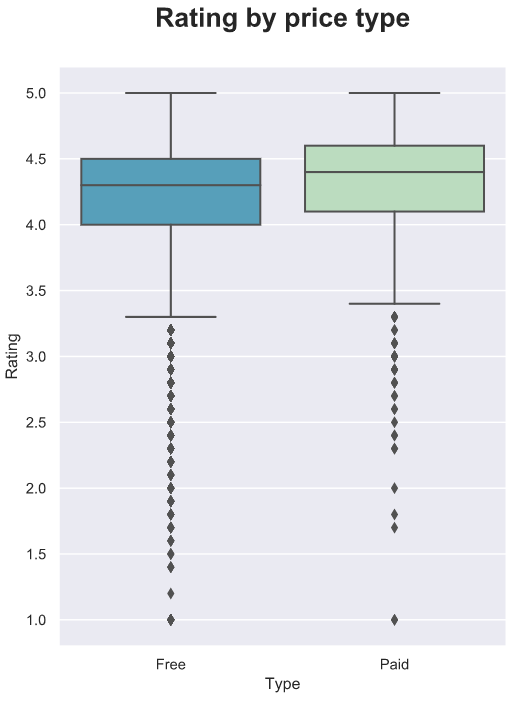 Rating by price type
5.0
4.5
4.0
3.5
3.0
2.5
2.0
1.5
1.0
Rating
Free
Paid
Type